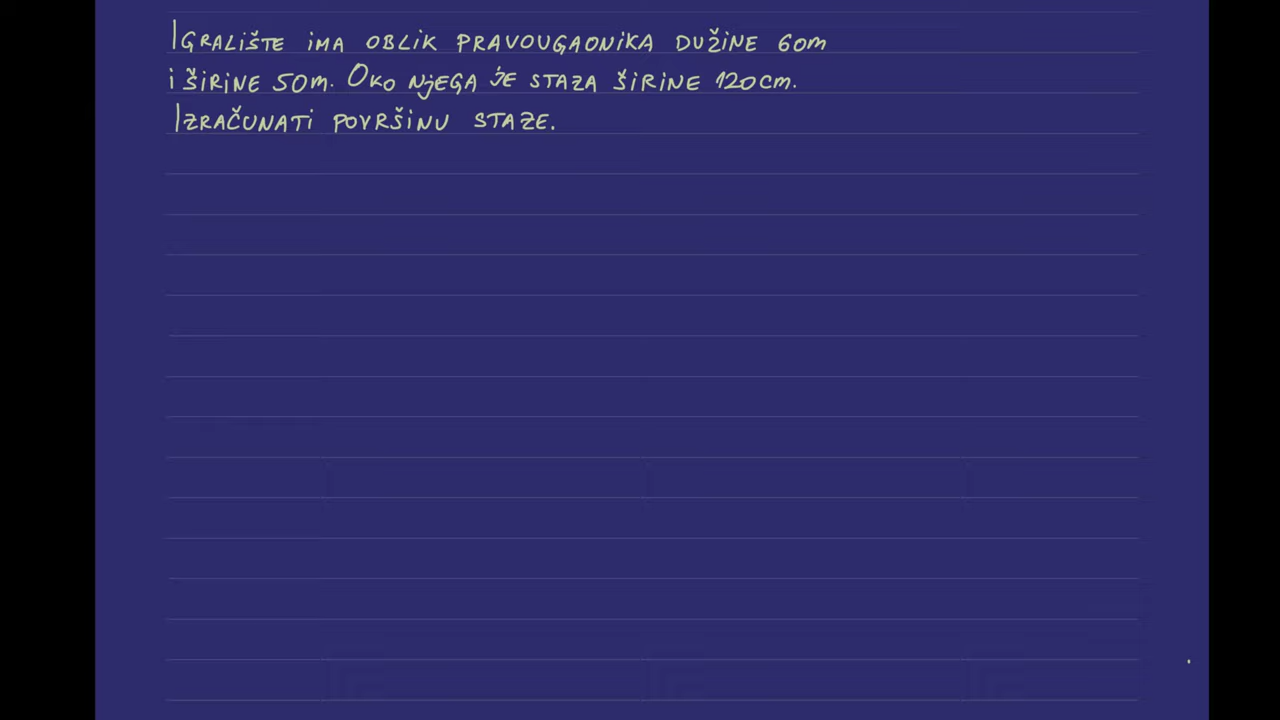 IGRALIŠTE IMA OBLIK PRAVOUGAONIKA DUŽINE 60m
I ŠIRINE 50m. OKO NJEGA JE STAZA ŠIRINE 120cm.
IZRAČUNATI POVRŠINU STAZE.